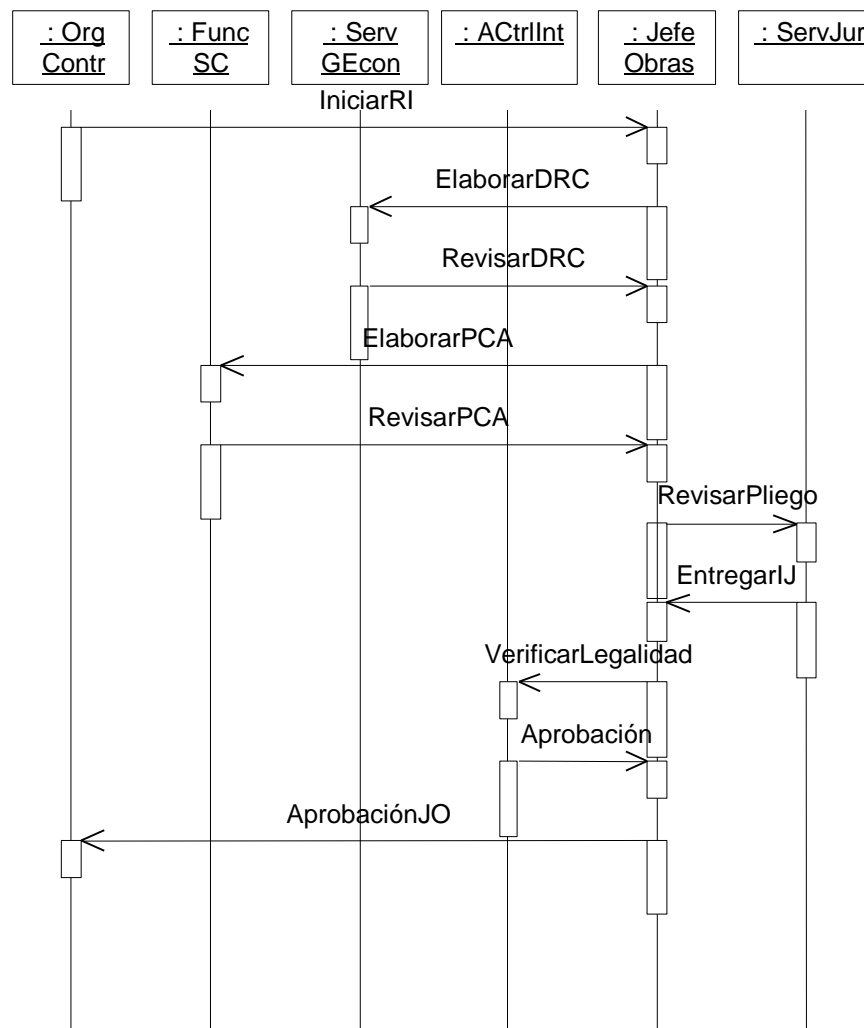 : Org
Contr
: Func
SC
: Serv
GEcon
: ACtrlInt
: Jefe
Obras
: ServJur
IniciarRI
ElaborarDRC
RevisarDRC
ElaborarPCA
RevisarPCA
RevisarPliego
EntregarIJ
VerificarLegalidad
Aprobación
AprobaciónJO